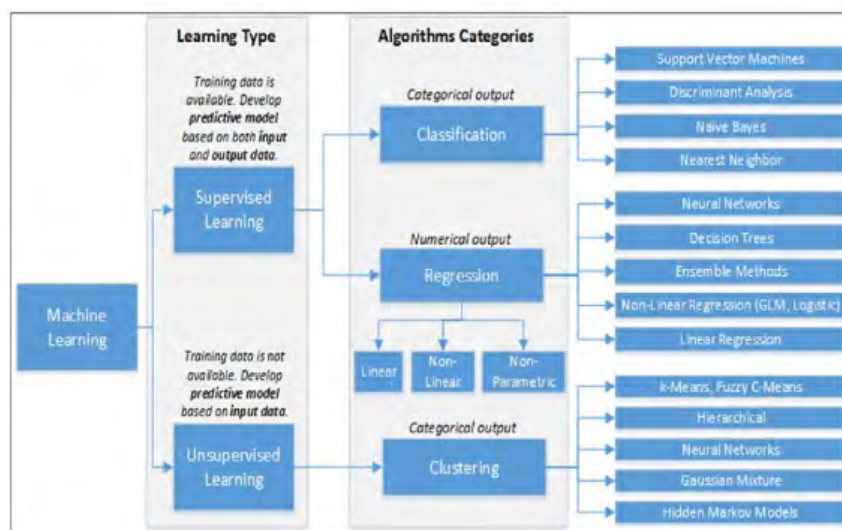 Learning Type
Algorithms Categories
Training data is
available. Develop
predictive model
based on both input
and output data.
Supervised
Learning
Machine
Learning
Training data is not
available. Develop
predictive model
based on input data.
Unsupervised
Learning
Categorical output
Classification
Numerical output
Regression
Linear
Non-
Linear
Non-
Parametric
Categorical output
Clustering
Support Vector Machines
Discriminant Analysis
Naive Bayes
Nearest Neighbor
Neural Networks
Decision Trees
Ensemble Methods
Non-Linear Regression (GLM, Logistic)
Linear Regression
k-Means, Fuzzy C-Means
Hierarchical
Neural Networks
Gaussian Mixture
Hidden Markov Models